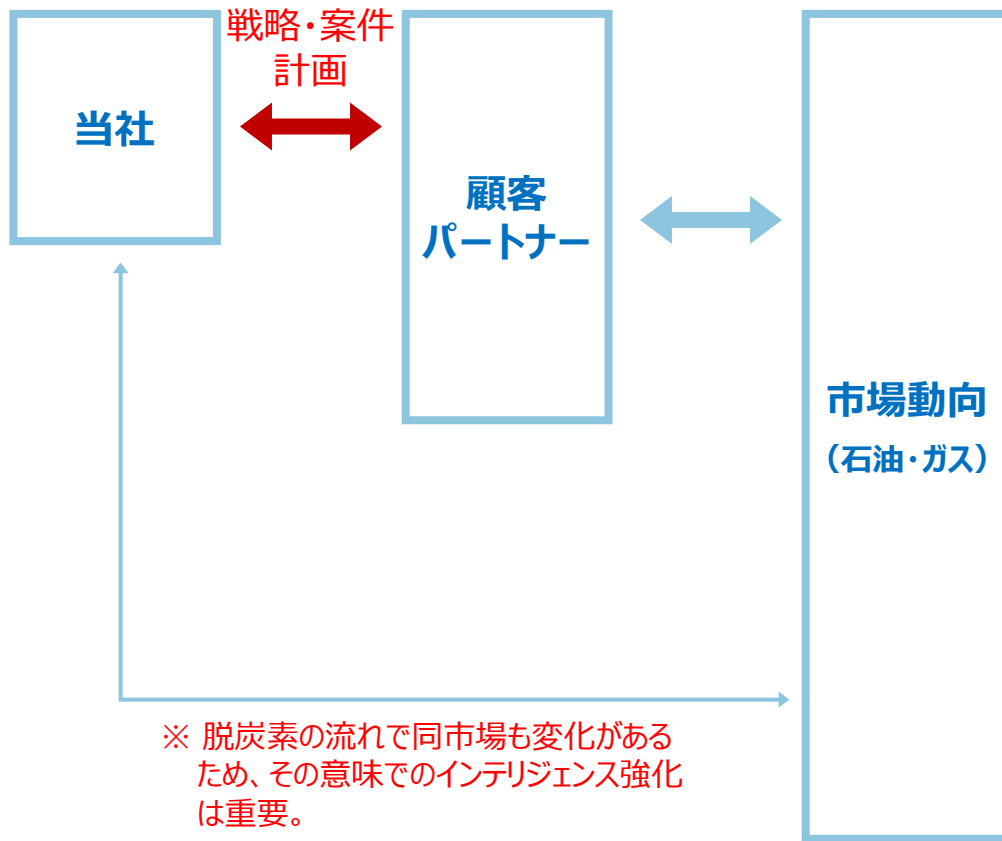 戦略・案件
計画
当社
顧客
パートナー
市場動向
（石油・ガス）
※ 脱炭素の流れで同市場も変化がある
ため、その意味でのインテリジェンス強化
は重要。